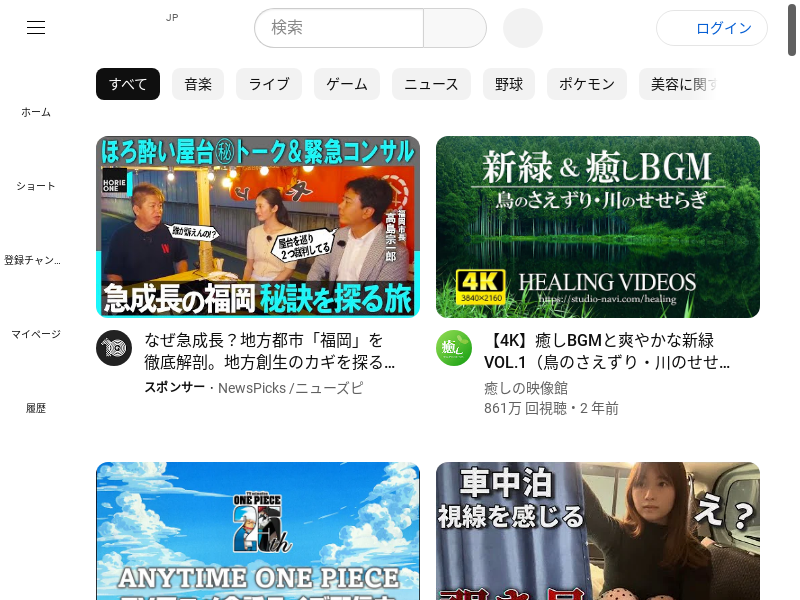 JP
検索
ログイン
すべて
音楽
ライブ
ゲーム
ニュース
野球
ポケモン
美容に関す
ホーム
ショート
登録チャン…
マイページ
履歴
ほろ酔い屋台㊙トーク&緊急コンサル
HORIE
ONE
誰が訴えんの!?
屋台を巡り
2つ裁判してる
福岡市長
高島宗一郎
急成長の福岡 秘訣を探る旅
新緑 & 癒しBGM
鳥のさえずり・川のせせらぎ
4K
3840×2160
HEALING VIDEOS
https://studio-navi.com/healing
なぜ急成長？地方都市「福岡」を
徹底解剖。地方創生のカギを探る…
スポンサー・NewsPicks /ニューズピ
癒し
【4K】癒しBGMと爽やかな新緑
VOL.1（鳥のさえずり・川のせせ…
癒しの映像館
861万 回視聴・2 年前
ONE PIECE
th
ANYTIME ONE PIECE
車中泊
視線を感じる
え？